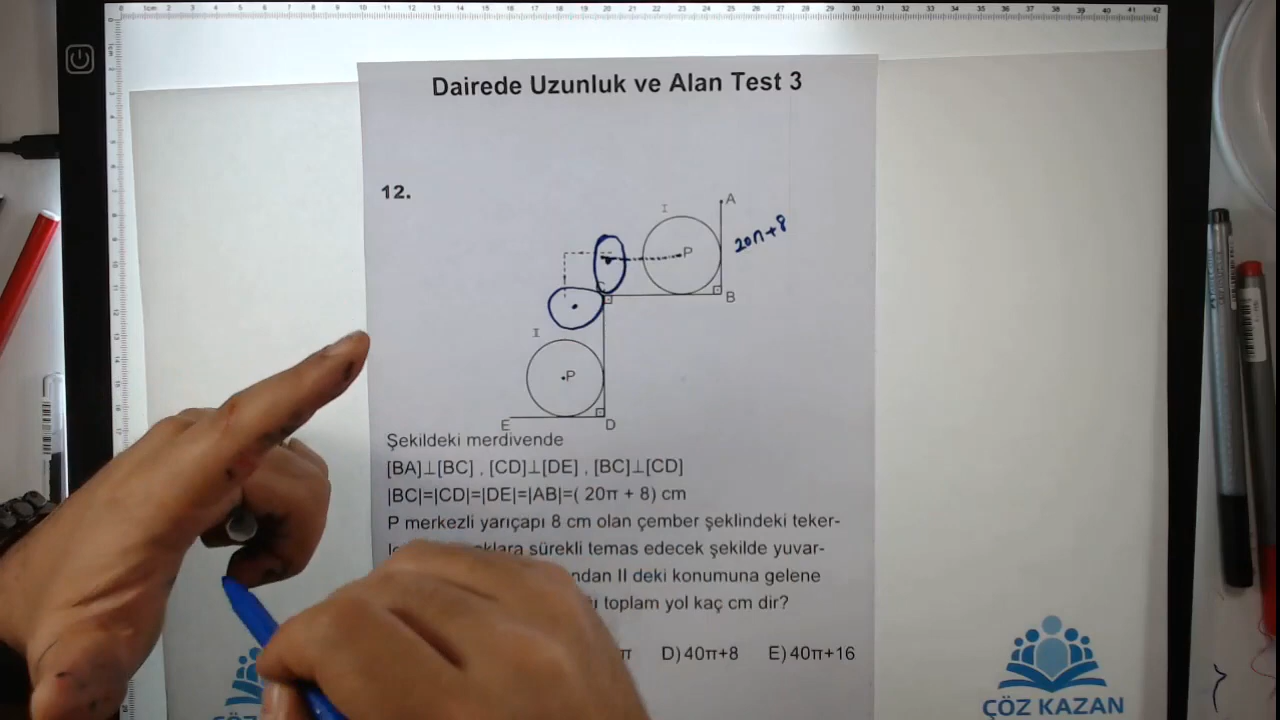 Dairede Uzunluk ve Alan Test 3
12.
I
A
P
20π+8
B
C
I
P
E
D
Şekildeki merdivende
[BA]⊥[BC] , [CD]⊥[DE] , [BC]⊥[CD]
|BC|=|CD|=|DE|=|AB|=( 20π + 8) cm
P merkezli yarıçapı 8 cm olan çember şeklindeki teker-
sürekli temas edecek şekilde yuvar-
II deki konumuna gelene
toplam yol kaç cm dir?
D) 40π+8 E) 40π+16
ÇÖZ KAZAN